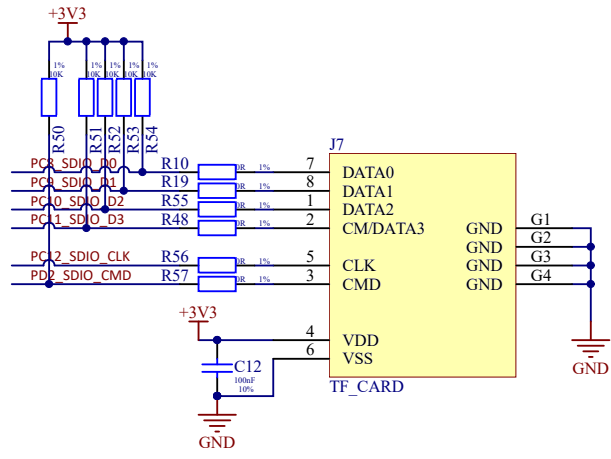 +3V3
1%
10K
R50
1%
10K
R51
1%
10K
R52
1%
10K
R53
1%
10K
R54
J7
PC8_SDIO_D0 R10 0R 1% 7 DATA0
PC9_SDIO_D1 R19 0R 1% 8 DATA1
PC10_SDIO_D2 R55 0R 1% 1 DATA2
PC11_SDIO_D3 R48 0R 1% 2 CM/DATA3 GND G1
GND G2
PC12_SDIO_CLK R56 0R 1% 5 CLK GND G3
PD2_SDIO_CMD R57 0R 1% 3 CMD GND G4
+3V3
4 VDD
6 VSS
C12
100nF
10%
TF_CARD
GND
GND